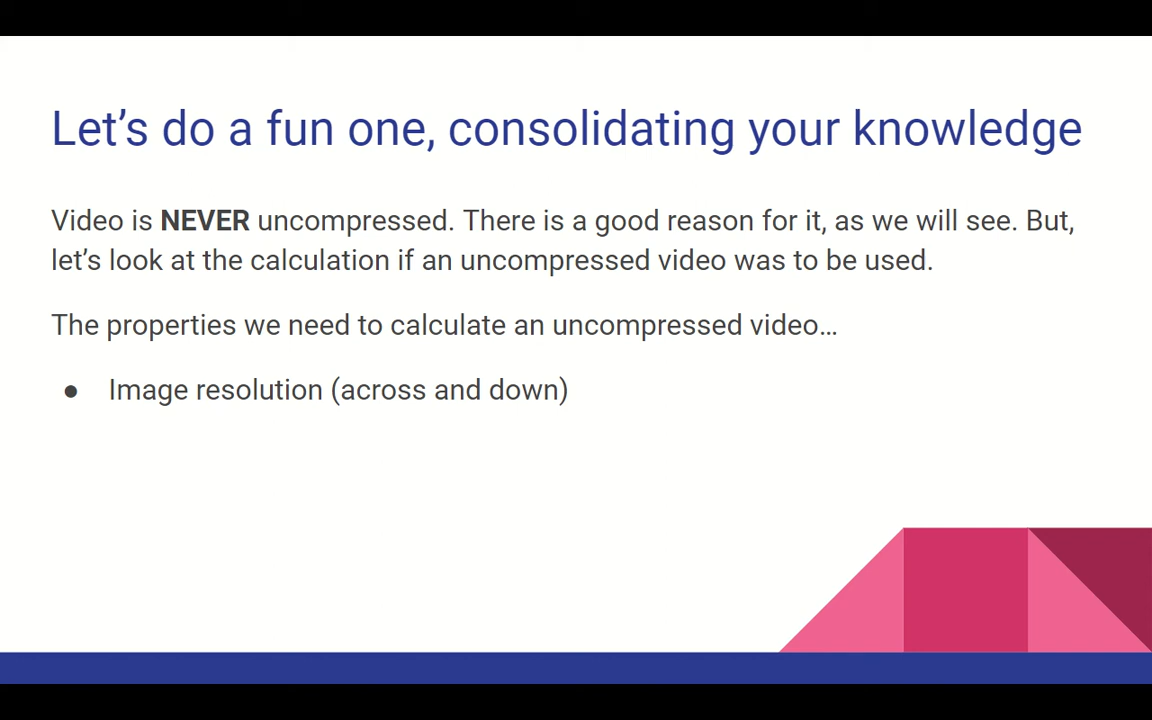 Let’s do a fun one, consolidating your knowledge
Video is NEVER uncompressed. There is a good reason for it, as we will see. But,
let’s look at the calculation if an uncompressed video was to be used.
The properties we need to calculate an uncompressed video…
● Image resolution (across and down)